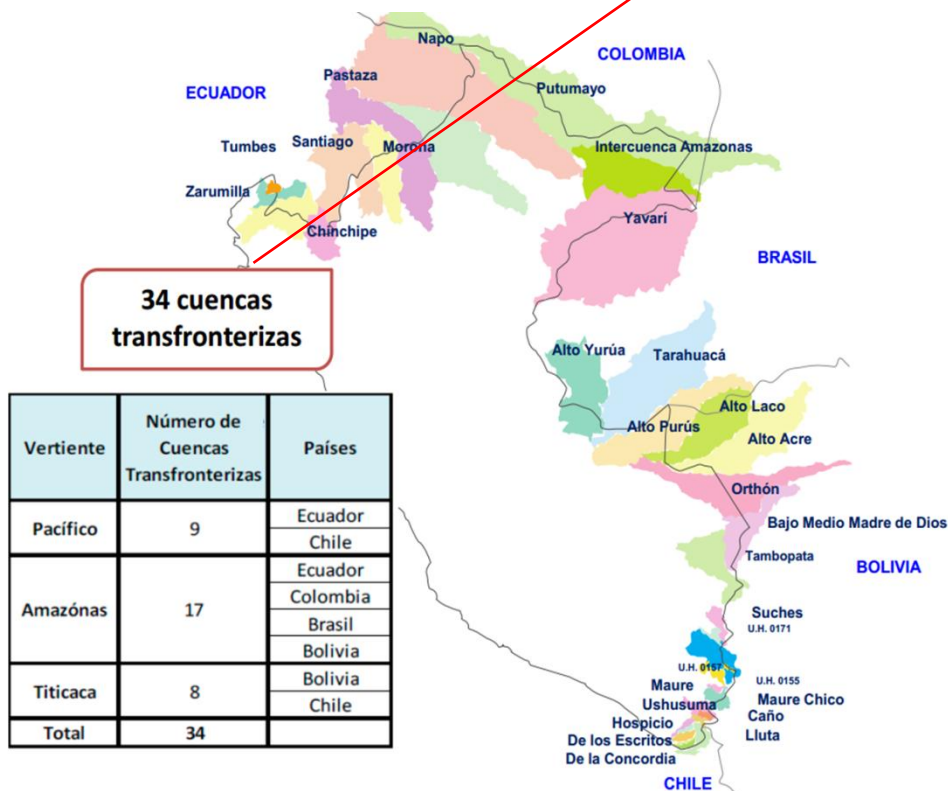 Napo
COLOMBIA
Pastaza
ECUADOR
Putumayo
Tumbes
Santiago
Morona
Intercuenca Amazonas
Zarumilla
Yavarí
Chinchipe
BRASIL
34 cuencas
transfronterizas
Alto Yurúa
Tarahuacá
Alto Laco
Alto Purús
Alto Acre
Orthón
Bajo Medio Madre de Dios
Tambopata
BOLIVIA
Suches
U.H. 0171
U.H. 0157
U.H. 0155
Maure
Maure Chico
Ushusuma
Caño
Hospicio
Lluta
De los Escritos
De la Concordia
CHILE
Vertiente
Número de
Cuencas
Transfronterizas
Países
Pacífico
9
Ecuador
Chile
Amazónas
17
Ecuador
Colombia
Brasil
Bolivia
Titicaca
8
Bolivia
Chile
Total
34